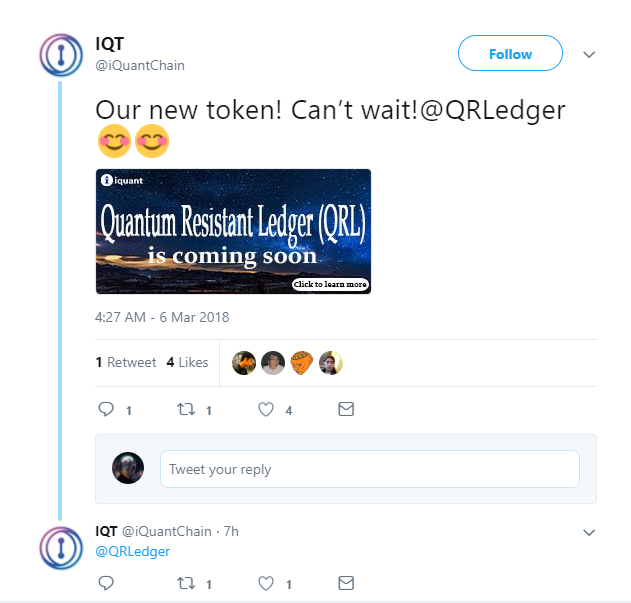 IQT
@iQuantChain
Follow
Our new token! Can’t wait!@QRLedger
😊😊
iquant
Quantum Resistant Ledger (QRL)
is coming soon
Click to learn more
4:27 AM - 6 Mar 2018
1 Retweet 4 Likes
1 1 4
Tweet your reply
IQT @iQuantChain · 7h
@QRLedger
1 1